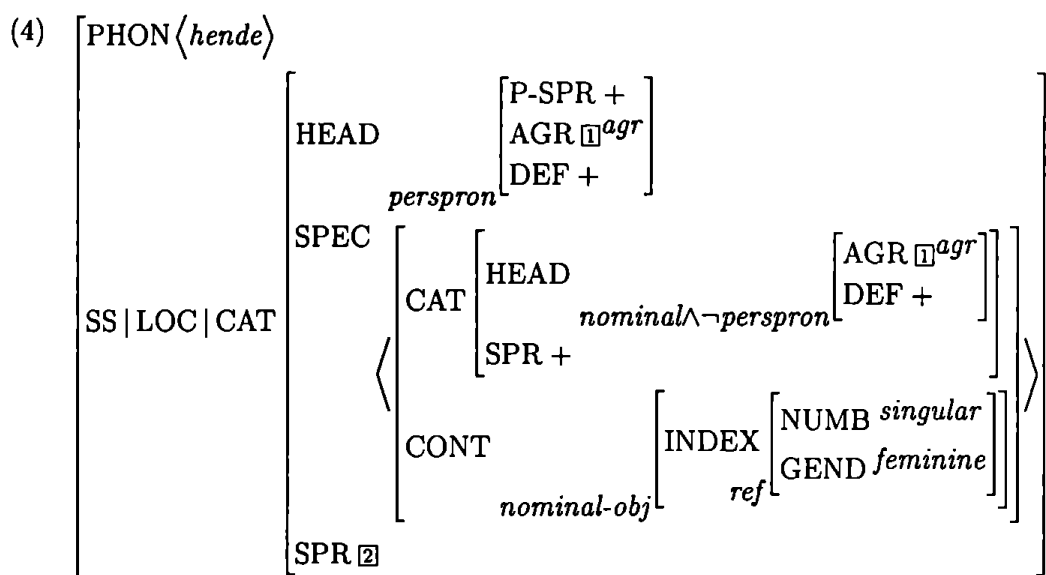 (4) PHON⟨hende⟩
P-SPR +
HEAD AGR [1]agr
DEF +
perspron
SPEC
AGR [1]agr
HEAD
CAT DEF +
SS|LOC|CAT nominal∧¬perspron
SPR +
NUMB singular
INDEX
CONT GEND feminine
ref
nominal-obj
SPR [2]